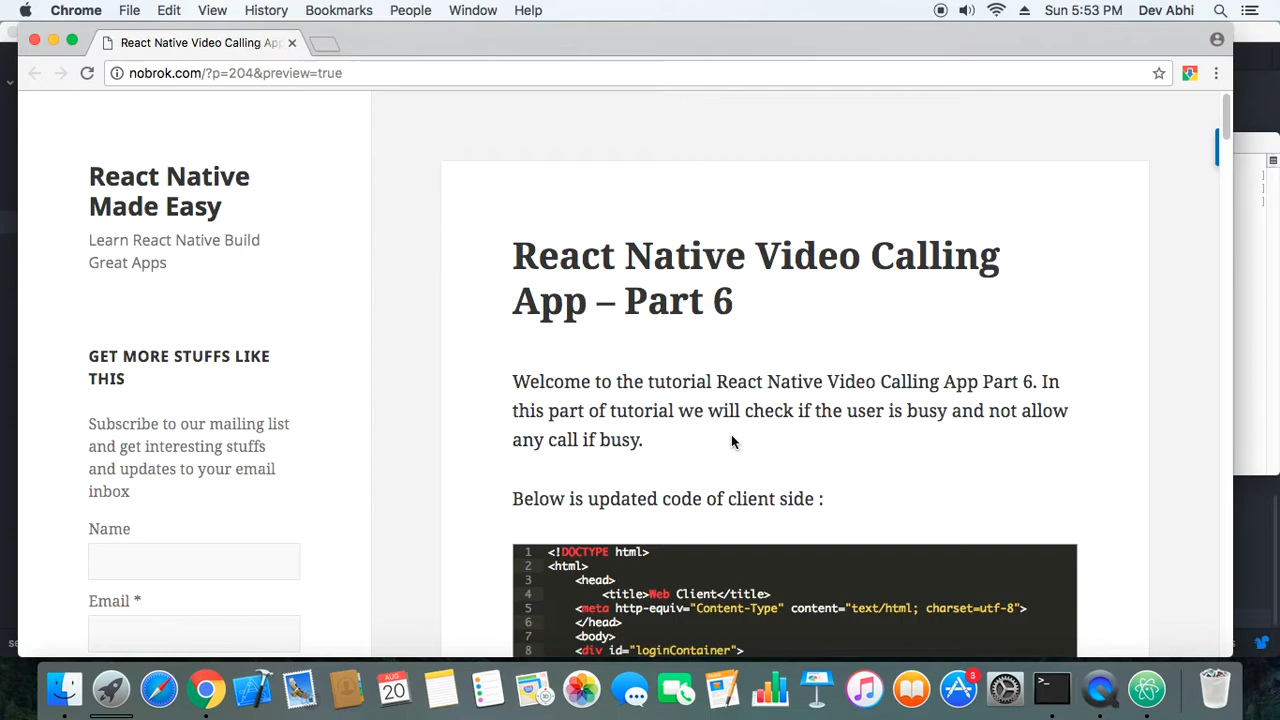 Chrome File Edit View History Bookmarks People Window Help Sun 5:53 PM Dev Abhi
React Native Video Calling Ap
nobrok.com/?p=204&preview=true
React Native
Made Easy
Learn React Native Build
Great Apps
GET MORE STUFFS LIKE
THIS
Subscribe to our mailing list
and get interesting stuffs
and updates to your email
inbox
Name
Email *
React Native Video Calling
App – Part 6
Welcome to the tutorial React Native Video Calling App Part 6. In
this part of tutorial we will check if the user is busy and not allow
any call if busy.
Below is updated code of client side :
1 <!DOCTYPE html>
2 <html>
3 <head>
4 <title>Web Client</title>
5 <meta http-equiv="Content-Type" content="text/html; charset=utf-8">
6 </head>
7 <body>
8 <div id="loginContainer">
AUG
20
3